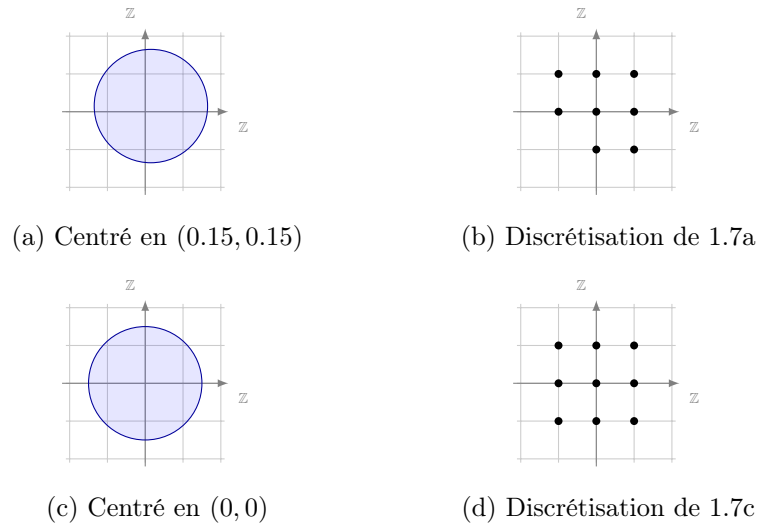 ℤ
ℤ
ℤ
ℤ
(a) Centré en (0.15, 0.15)
(b) Discrétisation de 1.7a
ℤ
ℤ
ℤ
ℤ
(c) Centré en (0, 0)
(d) Discrétisation de 1.7c